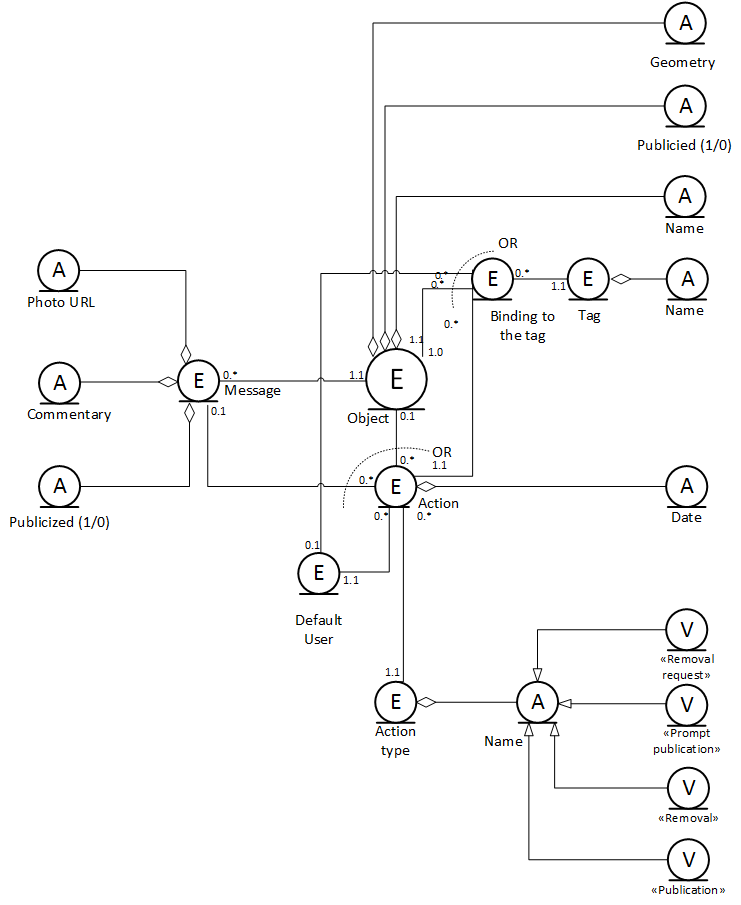 A
Geometry
A
Publicied (1/0)
A
Name
OR
A
Photo URL
0.*
0.*
E
0.*
1.1
E
A
Binding to
the tag
Tag
Name
0.*
1.1
1.0
A
Commentary
E
0.*
Message
0.1
1.1
E
Object
0.1
OR
1.1
0.*
0.*
A
Publicized (1/0)
E
Action
0.*
0.*
A
Date
0.1
E
1.1
Default
User
V
«Removal
request»
1.1
E
Action
type
A
Name
V
«Prompt
publication»
V
«Removal»
V
«Publication»